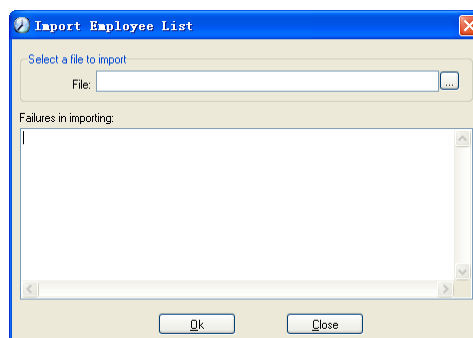 Import Employee List
Select a file to import
File:
...
Failures in importing:
Ok
Close